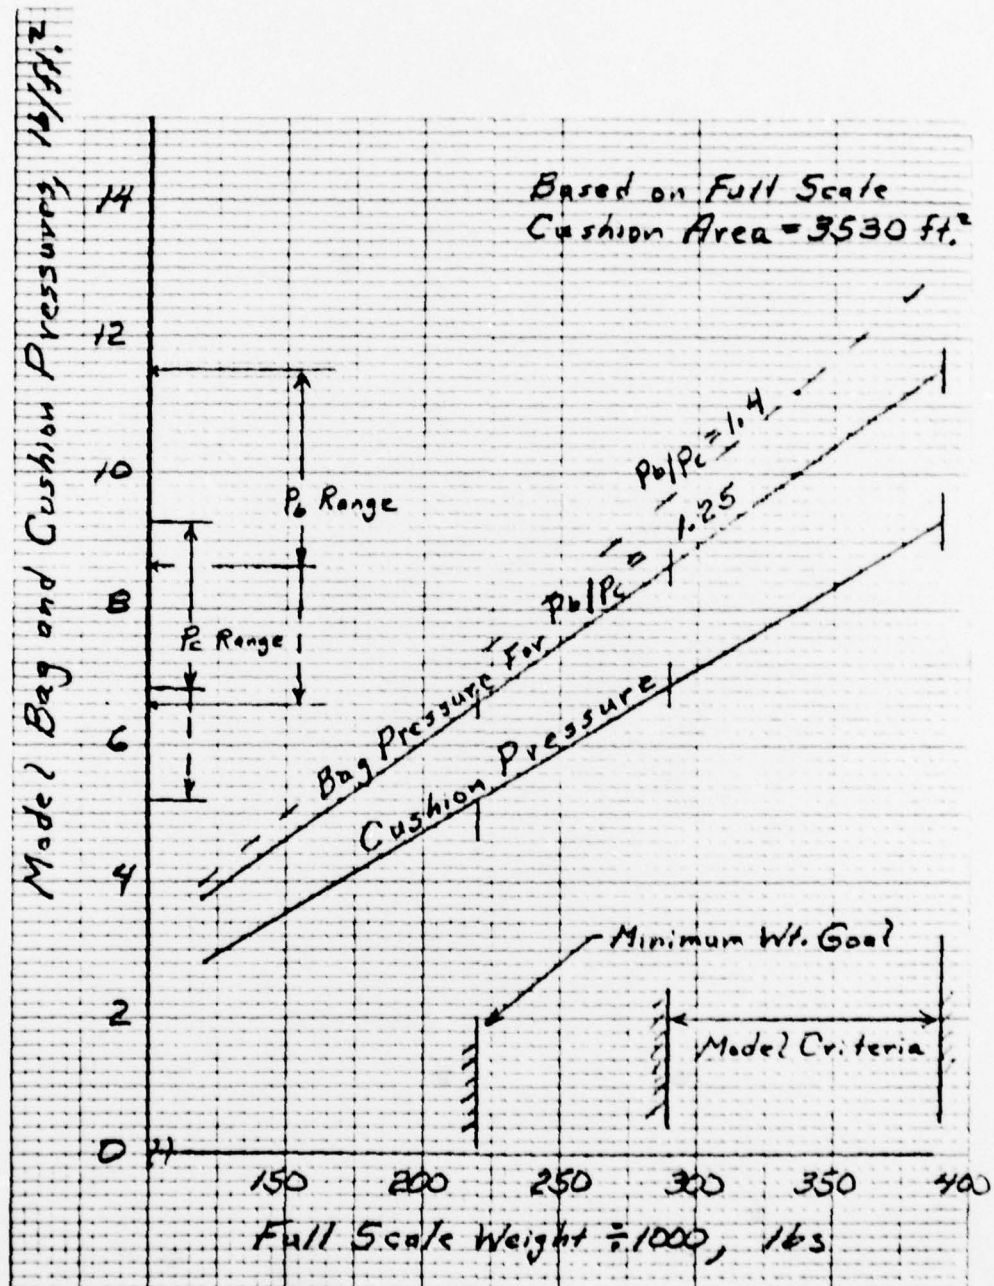 Model Bag and Cushion Pressures, lb/ft.²
Based on Full Scale
Cushion Area = 3530 ft.²
14
12
10
8
6
4
2
0
Pb/Pc = 1.4
Bag Pressure For Pb/Pc = 1.25
Cushion Pressure
Pb Range
Pc Range
Minimum Wt. Goal
Model Criteria
150 200 250 300 350 400
Full Scale Weight ÷ 1000, lbs